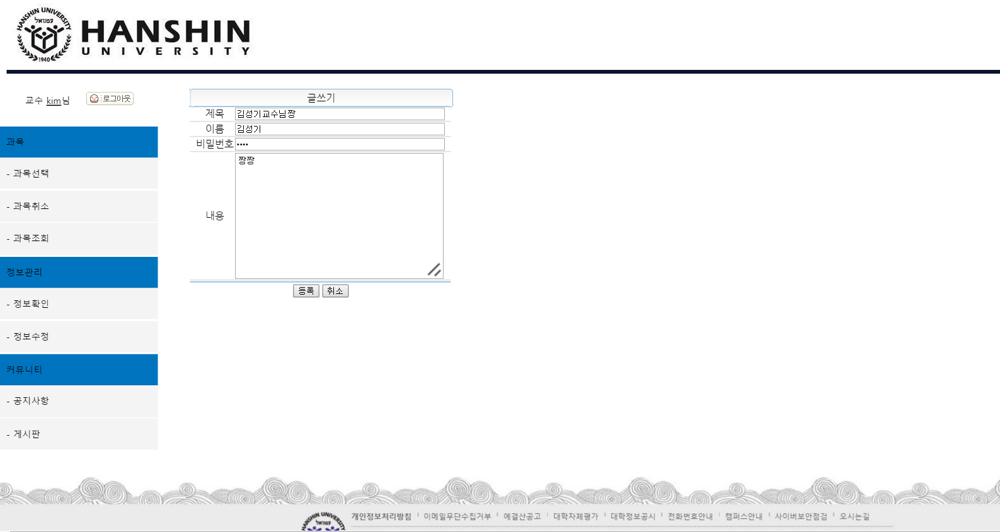 HANSHIN UNIVERSITY
עמנואל
1940
HANSHIN
UNIVERSITY
교수 kim님
로그아웃
과목
- 과목선택
- 과목취소
- 과목조회
정보관리
- 정보확인
- 정보수정
커뮤니티
- 공지사항
- 게시판
글쓰기
제목 김성기교수님짱
이름 김성기
비밀번호 ••••
내용 짱짱
등록 취소
HANSHIN UNIVERSITY
עמנואל
개인정보처리방침 이메일무단수집거부 예결산공고 대학자체평가 대학정보공시 전화번호안내 캠퍼스안내 사이버보안점검 오시는길